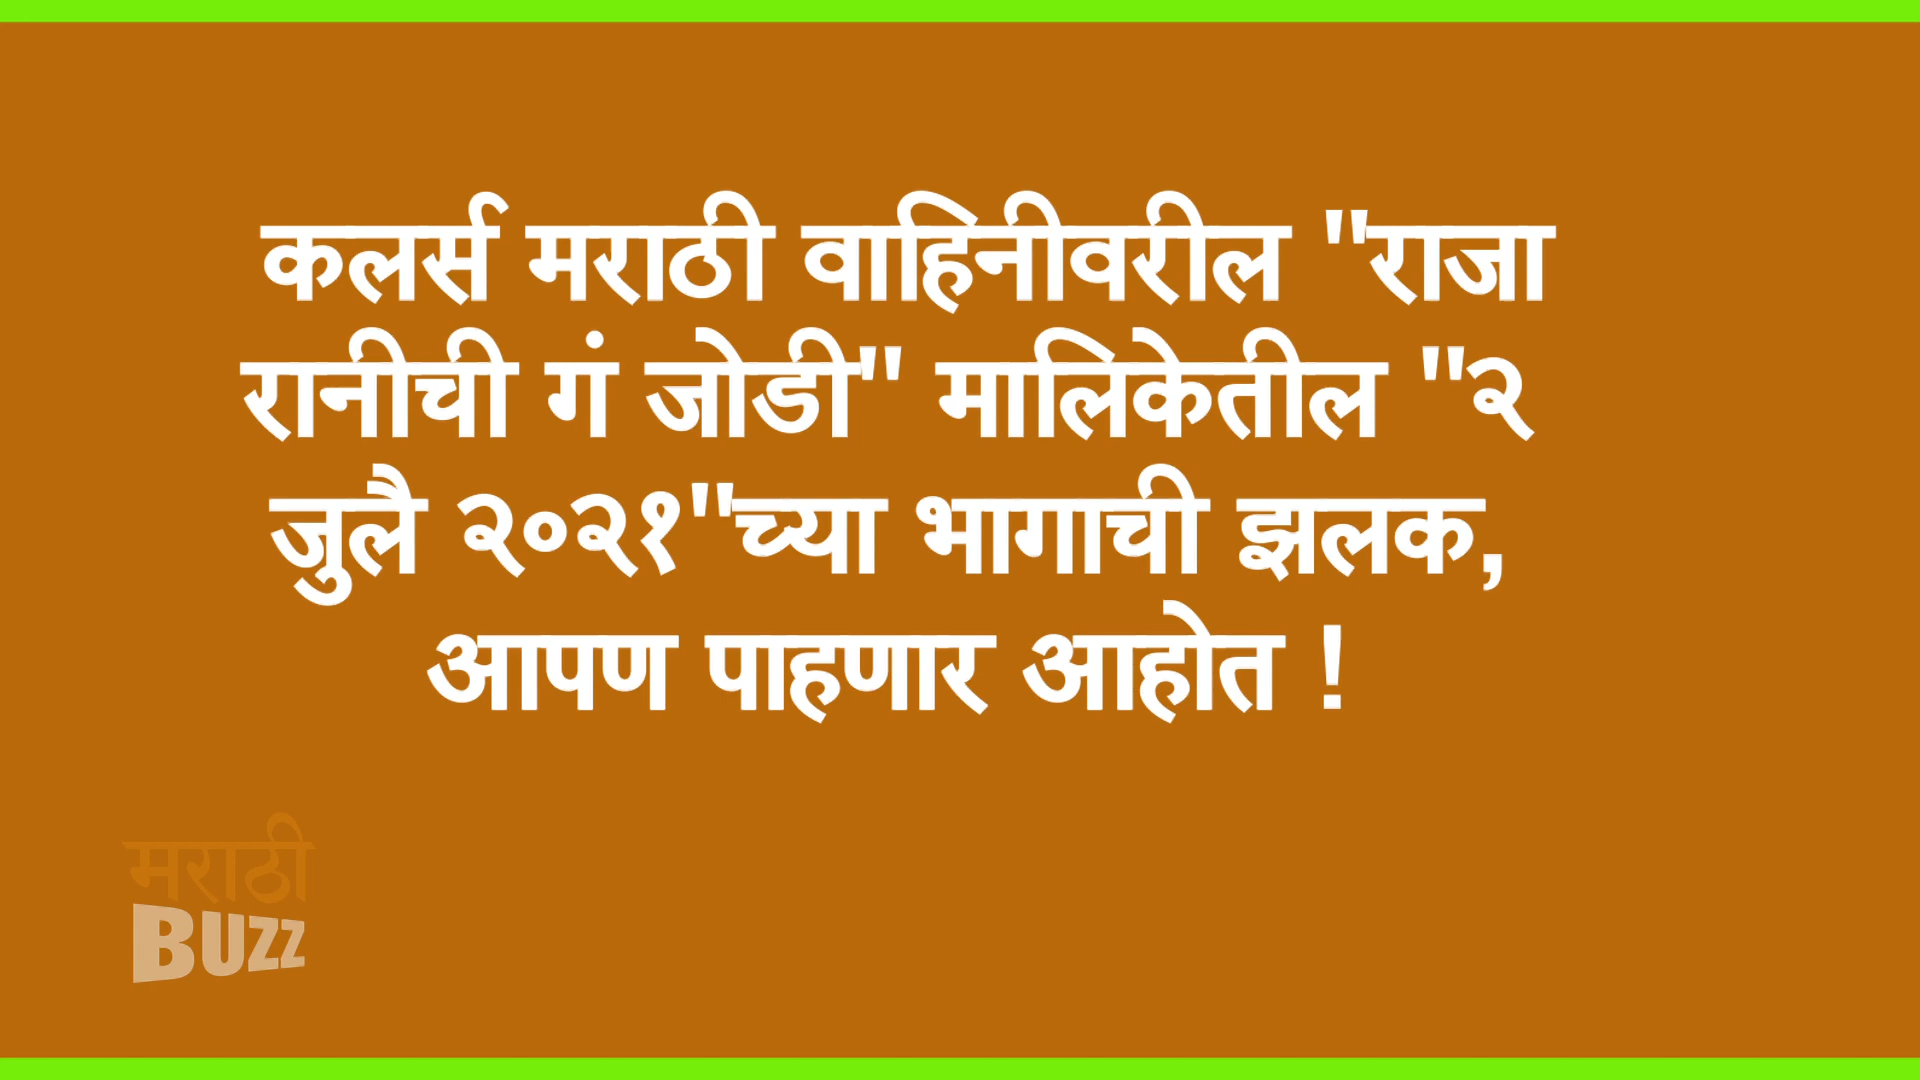 कलर्स मराठी वाहिनीवरील "राजा
रानीची गं जोडी" मालिकेतील "२
जुलै २०२१"च्या भागाची झलक,
आपण पाहणार आहोत !
मराठी
BUZZ